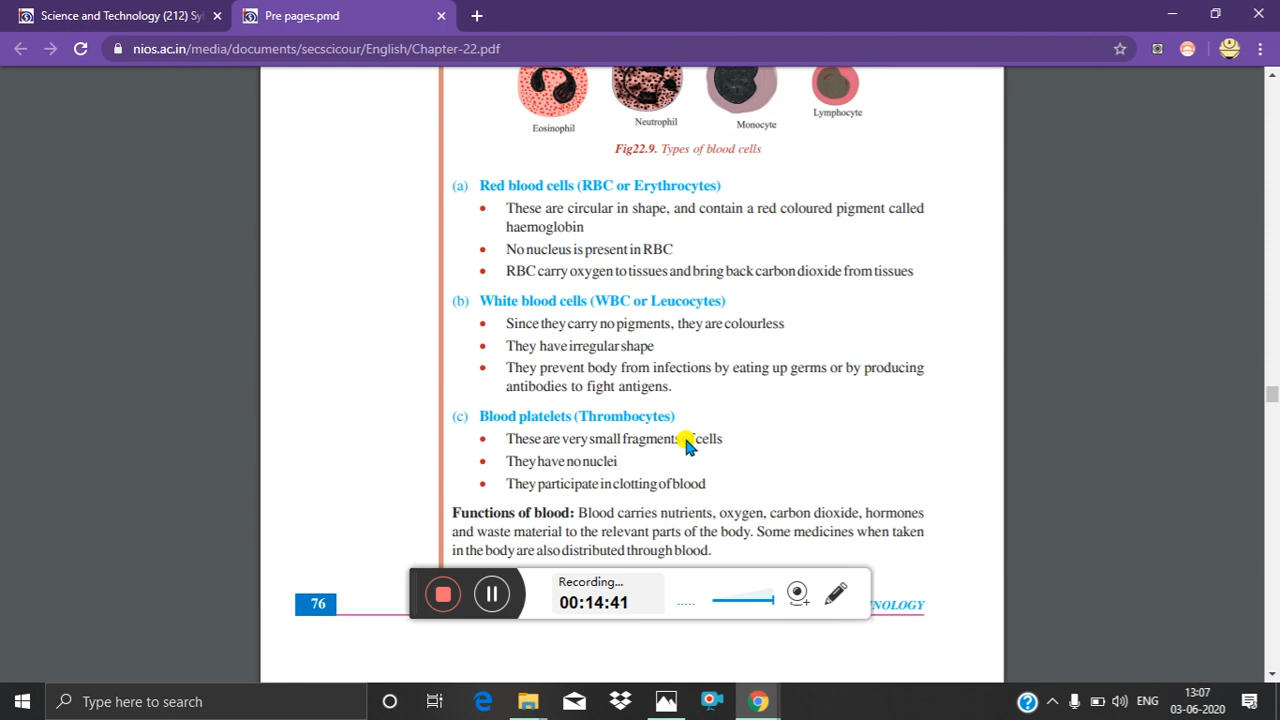 Science and Technology (212) Sy
Pre pages.pmd
nios.ac.in/media/documents/secscicour/English/Chapter-22.pdf
Eosinophil
Neutrophil
Monocyte
Lymphocyte
Fig22.9. Types of blood cells
(a) Red blood cells (RBC or Erythrocytes)
• These are circular in shape, and contain a red coloured pigment called
haemoglobin
• No nucleus is present in RBC
• RBC carry oxygen to tissues and bring back carbon dioxide from tissues
(b) White blood cells (WBC or Leucocytes)
• Since they carry no pigments, they are colourless
• They have irregular shape
• They prevent body from infections by eating up germs or by producing
antibodies to fight antigens.
(c) Blood platelets (Thrombocytes)
• These are very small fragments of cells
• They have no nuclei
• They participate in clotting of blood
Functions of blood: Blood carries nutrients, oxygen, carbon dioxide, hormones
and waste material to the relevant parts of the body. Some medicines when taken
in the body are also distributed through blood.
Recording...
00:14:41
76
NOLOGY
Type here to search
ENG
13:07
03-06-2020